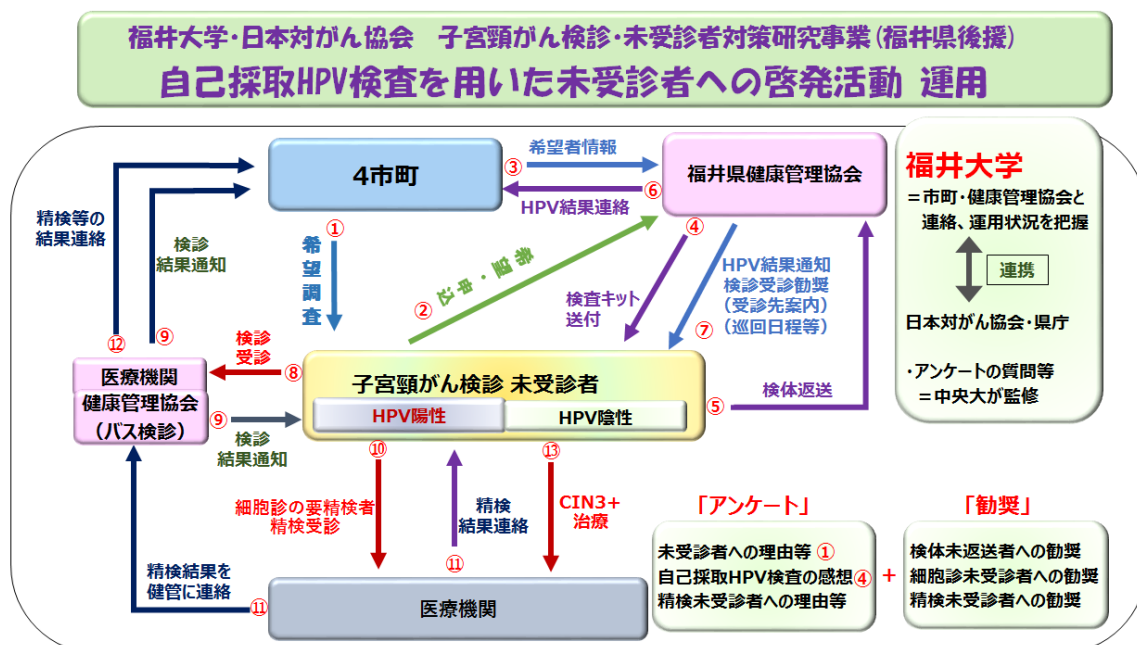 福井大学・日本対がん協会　子宮頸がん検診・未受診者対策研究事業(福井県後援)
自己採取HPV検査を用いた未受診者への啓発活動 運用
4市町
③
希望者情報
⑥
HPV結果連絡
福井県健康管理協会
福井大学
＝市町・健康管理協会と
連絡、運用状況を把握
連携
日本対がん協会・県庁
・アンケートの質問等
＝中央大が監修
精検等の
結果連絡
検診
結果通知
①
希望調査
②
希望・申込
④
検査キット
送付
HPV結果通知
検診受診勧奨
(受診先案内)
(巡回日程等)
⑦
⑫
⑨
検診
受診
⑧
医療機関
健康管理協会
(バス検診)
⑨
検診
結果通知
子宮頸がん検診 未受診者
HPV陽性
HPV陰性
⑤
検体返送
⑩
細胞診の要精検者
精検受診
精検
結果連絡
⑪
⑬
CIN3+
治療
精検結果を
健管に連絡
⑪
医療機関
「アンケート」
未受診者への理由等 ①
自己採取HPV検査の感想④
精検未受診者への理由等
+
「勧奨」
検体未返送者への勧奨
細胞診未受診者への勧奨
精検未受診者への勧奨